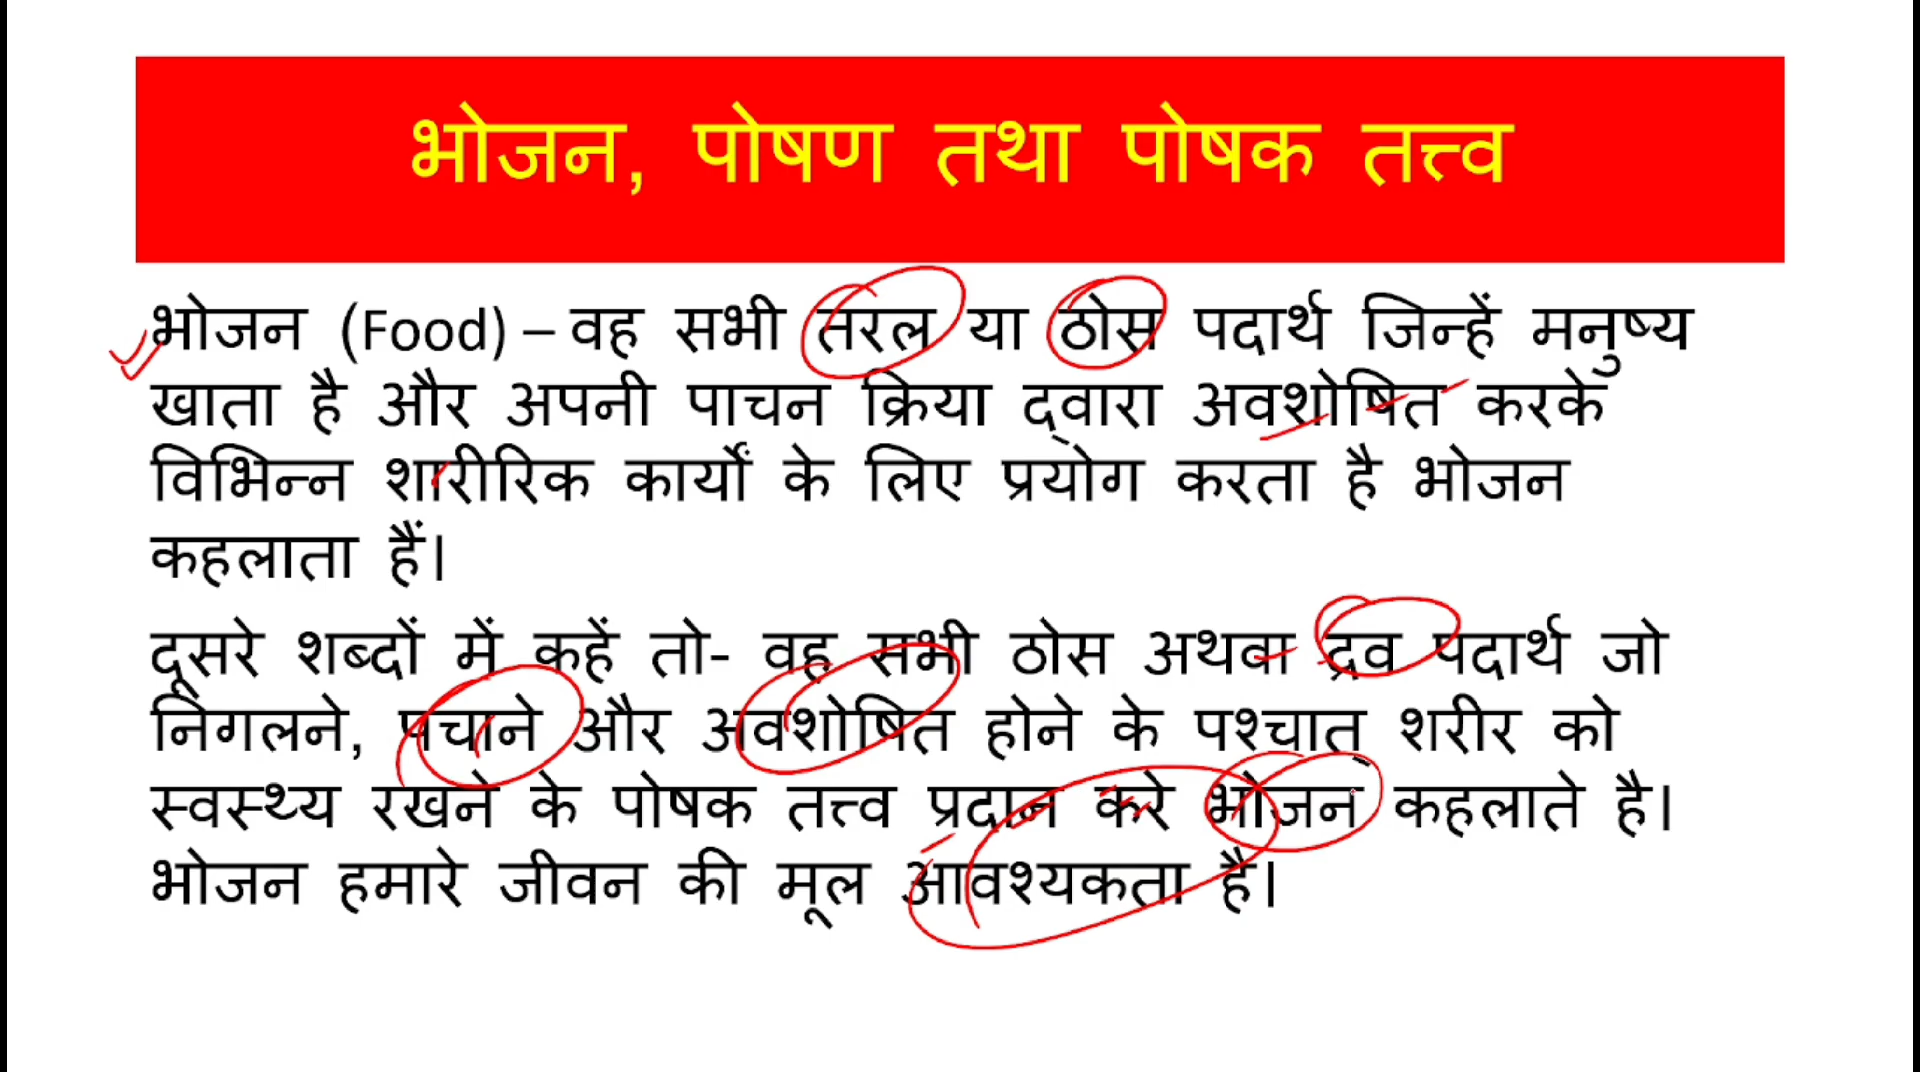 भोजन, पोषण तथा पोषक तत्त्व
भोजन (Food) – वह सभी तरल या ठोस पदार्थ जिन्हें मनुष्य
खाता है और अपनी पाचन क्रिया द्वारा अवशोषित करके
विभिन्न शारीरिक कार्यों के लिए प्रयोग करता है भोजन
कहलाता हैं।
दूसरे शब्दों में कहें तो- वह सभी ठोस अथवा द्रव पदार्थ जो
निगलने, पचाने और अवशोषित होने के पश्चात् शरीर को
स्वस्थ्य रखने के पोषक तत्त्व प्रदान करे भोजन कहलाते है।
भोजन हमारे जीवन की मूल आवश्यकता है।